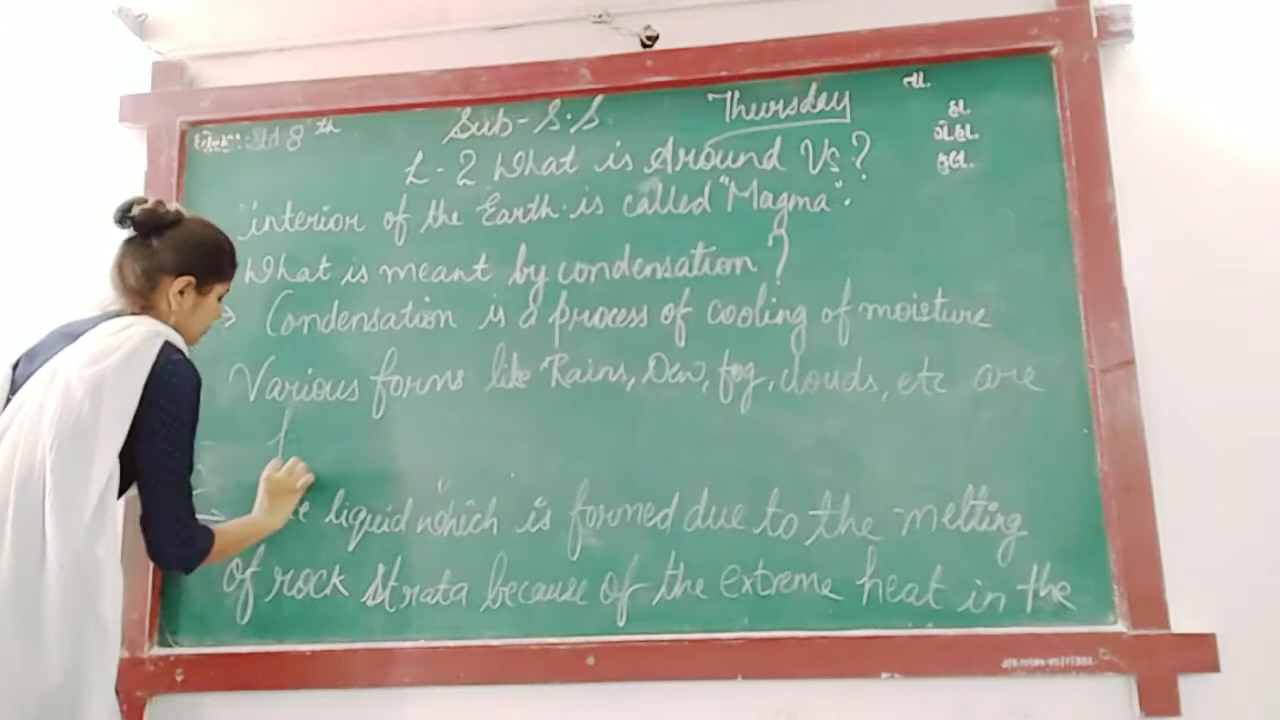 Std 8th
Sub - S.S
Thursday
તા.
હા.
ગે.હા.
કુલ.
L - 2 What is Around Us?
interior of the Earth is called "Magma".
What is meant by condensation?
→ Condensation is a process of cooling of moisture
Various forms like Rains, Dew, fog, clouds, etc are
f
liquid which is formed due to the melting
of rock strata because of the extreme heat in the